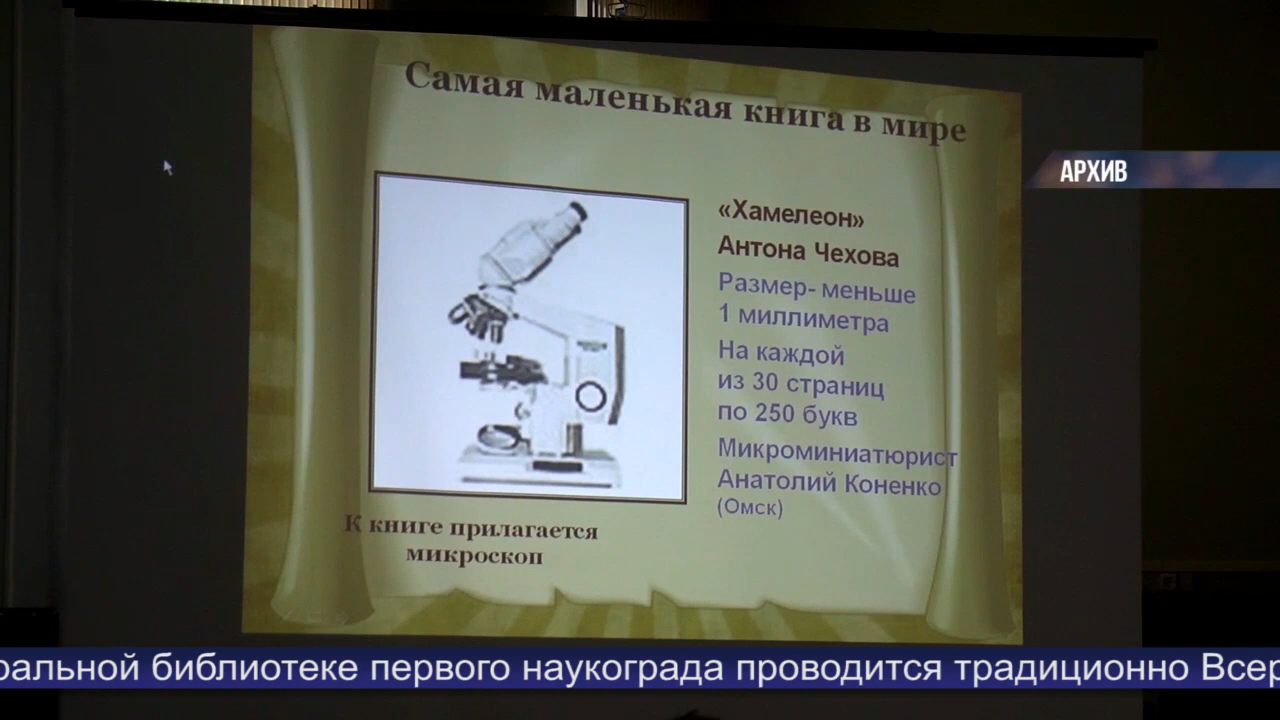 Самая маленькая книга в мире
АРХИВ
«Хамелеон»
Антона Чехова
Размер- меньше
1 миллиметра
На каждой
из 30 страниц
по 250 букв
Микроминиатюрист
Анатолий Коненко
(Омск)
К книге прилагается
микроскоп
ральной библиотеке первого наукограда проводится традиционно Всер